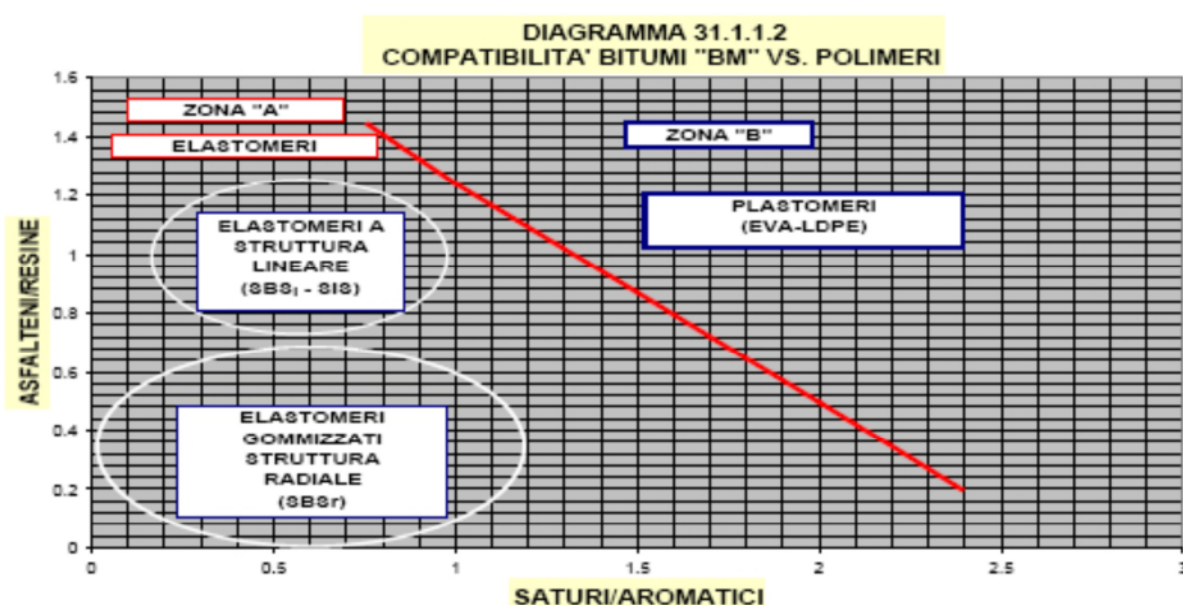 DIAGRAMMA 31.1.1.2
COMPATIBILITA' BITUMI "BM" VS. POLIMERI
ASFALTENI/RESINE
1.6
1.4
1.2
1
0.8
0.6
0.4
0.2
0
ZONA "A"
ELASTOMERI
ZONA "B"
PLASTOMERI
(EVA-LDPE)
ELASTOMERI A
STRUTTURA
LINEARE
(SBSl - SIS)
ELASTOMERI
GOMMIZZATI
STRUTTURA
RADIALE
(SBSr)
0
0.5
1
1.5
2
2.5
3
SATURI/AROMATICI